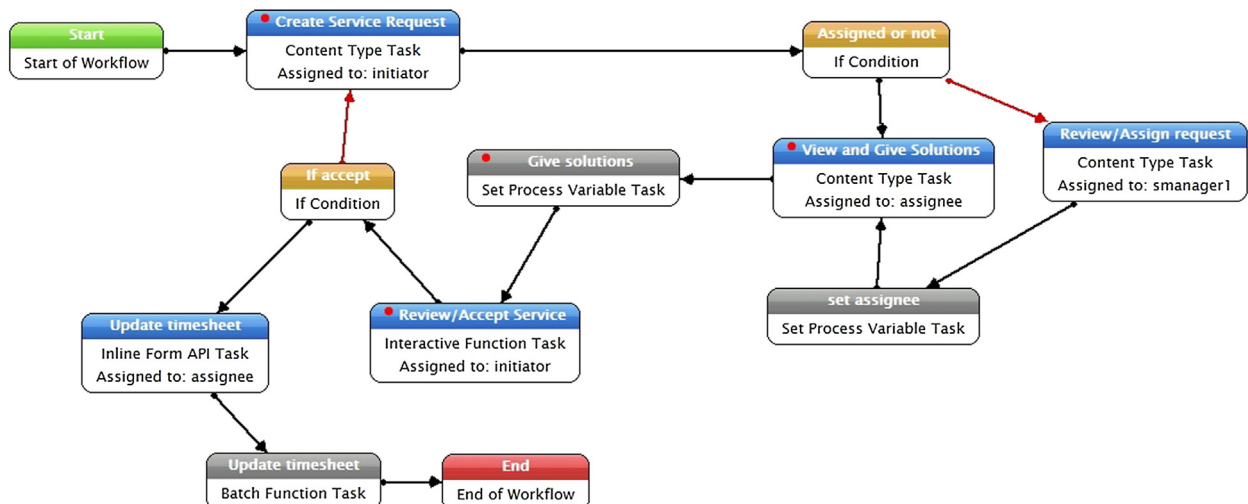 Start
Start of Workflow
Create Service Request
Content Type Task
Assigned to: initiator
Assigned or not
If Condition
Review/Assign request
Content Type Task
Assigned to: smanager1
View and Give Solutions
Content Type Task
Assigned to: assignee
Give solutions
Set Process Variable Task
If accept
If Condition
set assignee
Set Process Variable Task
Review/Accept Service
Interactive Function Task
Assigned to: initiator
Update timesheet
Inline Form API Task
Assigned to: assignee
Update timesheet
Batch Function Task
End
End of Workflow